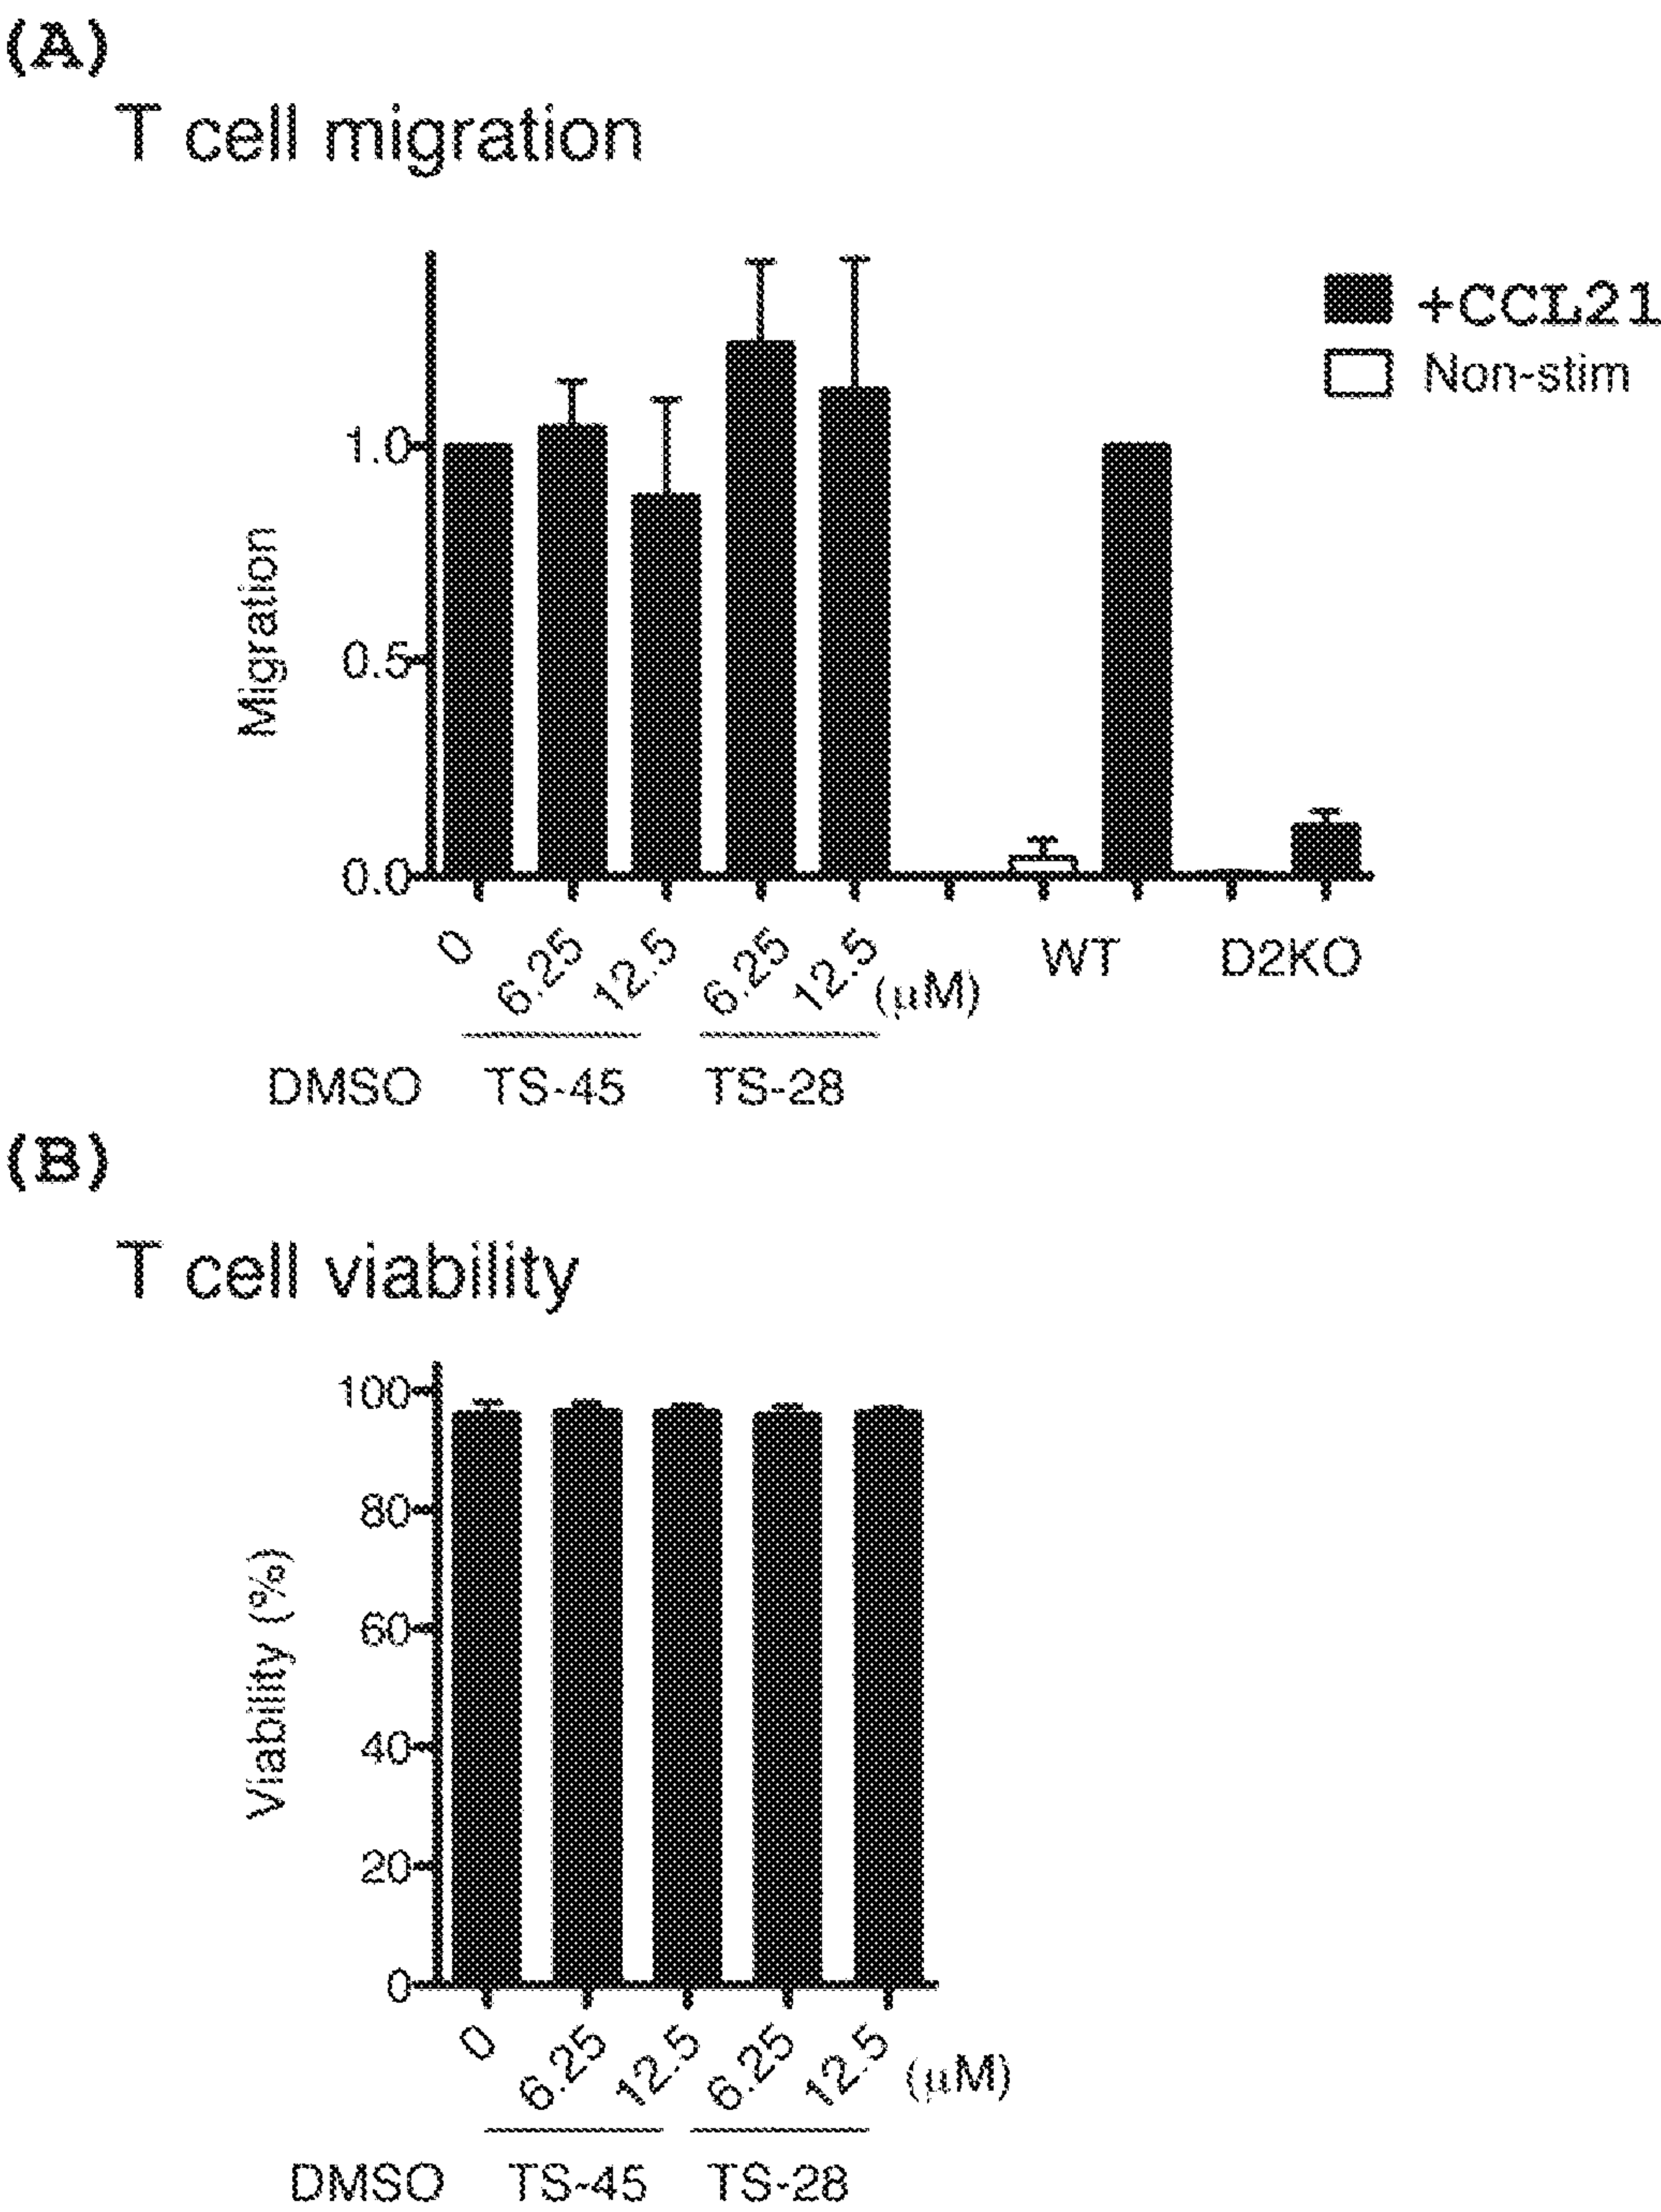 (A)
T cell migration
+CCL21
Non-stim
Migration
1.0
0.5
0.0
0 6.25 12.5 6.25 12.5 (μM) WT D2KO
DMSO TS-45 TS-28
(B)
T cell viability
Viability (%)
100
80
60
40
20
0
0 6.25 12.5 6.25 12.5 (μM)
DMSO TS-45 TS-28